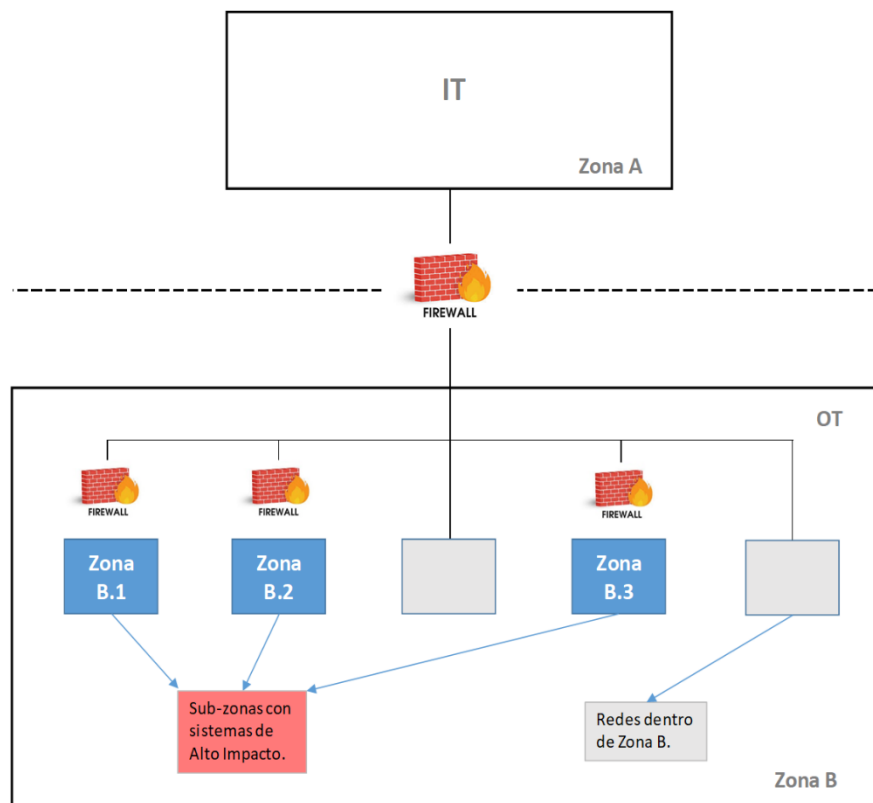 IT
Zona A
FIREWALL
OT
FIREWALL
FIREWALL
FIREWALL
Zona
B.1
Zona
B.2
Zona
B.3
Sub-zonas con
sistemas de
Alto Impacto.
Redes dentro
de Zona B.
Zona B